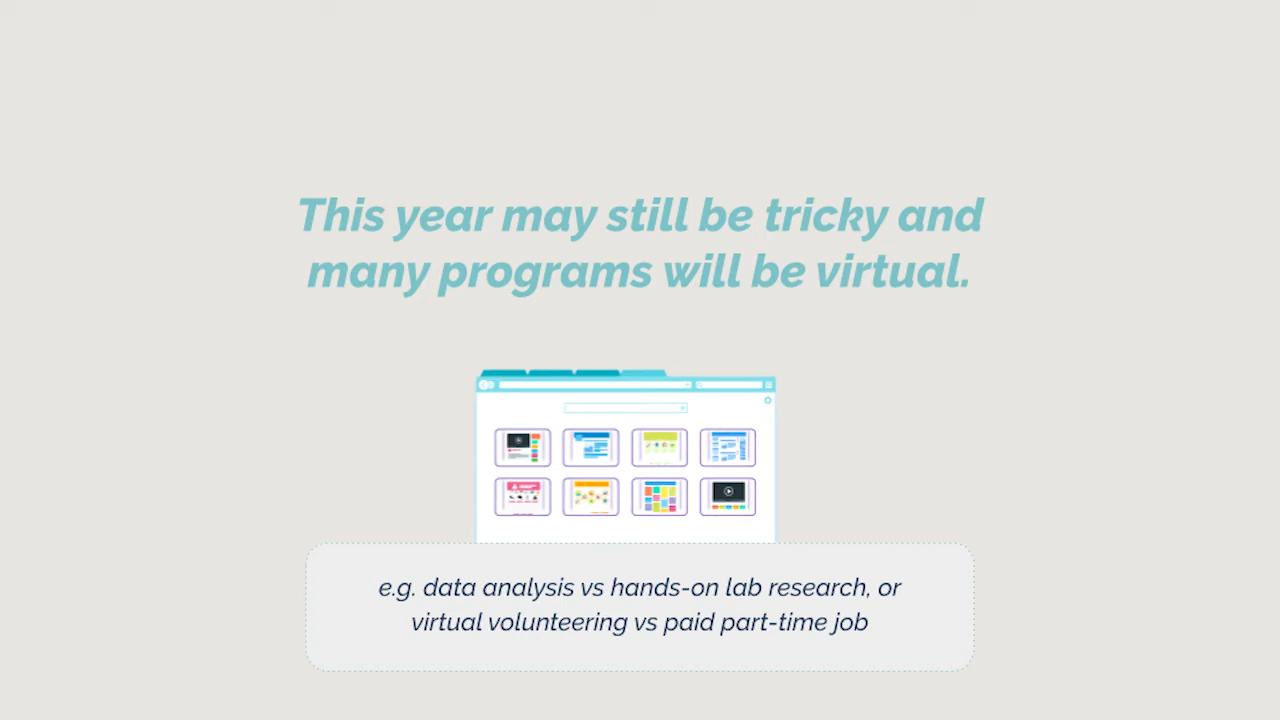 This year may still be tricky and
many programs will be virtual.
e.g. data analysis vs hands-on lab research, or
virtual volunteering vs paid part-time job